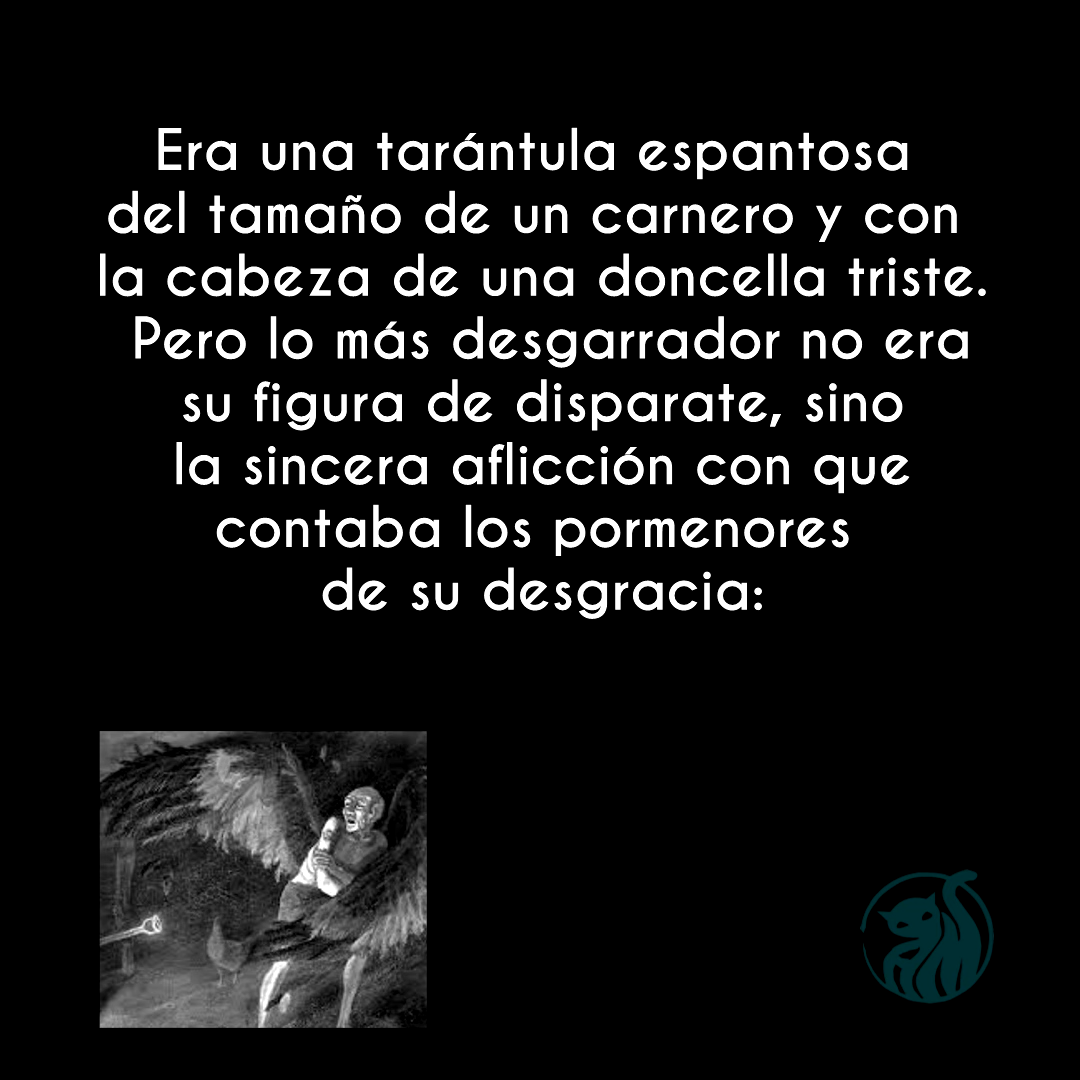 Era una tarántula espantosa
del tamaño de un carnero y con
la cabeza de una doncella triste.
Pero lo más desgarrador no era
su figura de disparate, sino
la sincera aflicción con que
contaba los pormenores
de su desgracia: